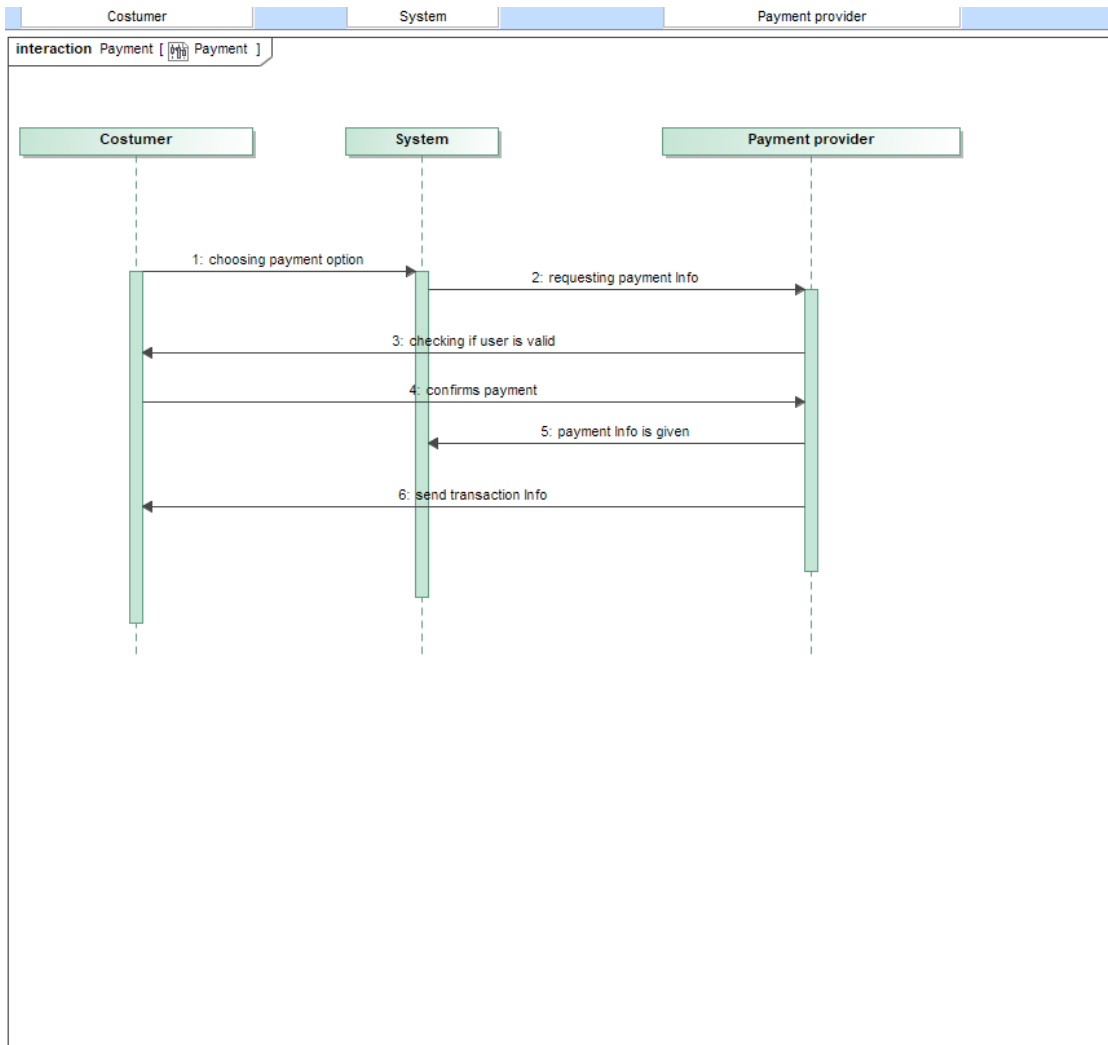 Costumer System Payment provider
interaction Payment [ Payment ]
Costumer System Payment provider
1: choosing payment option
2: requesting payment Info
3: checking if user is valid
4: confirms payment
5: payment Info is given
6: send transaction Info